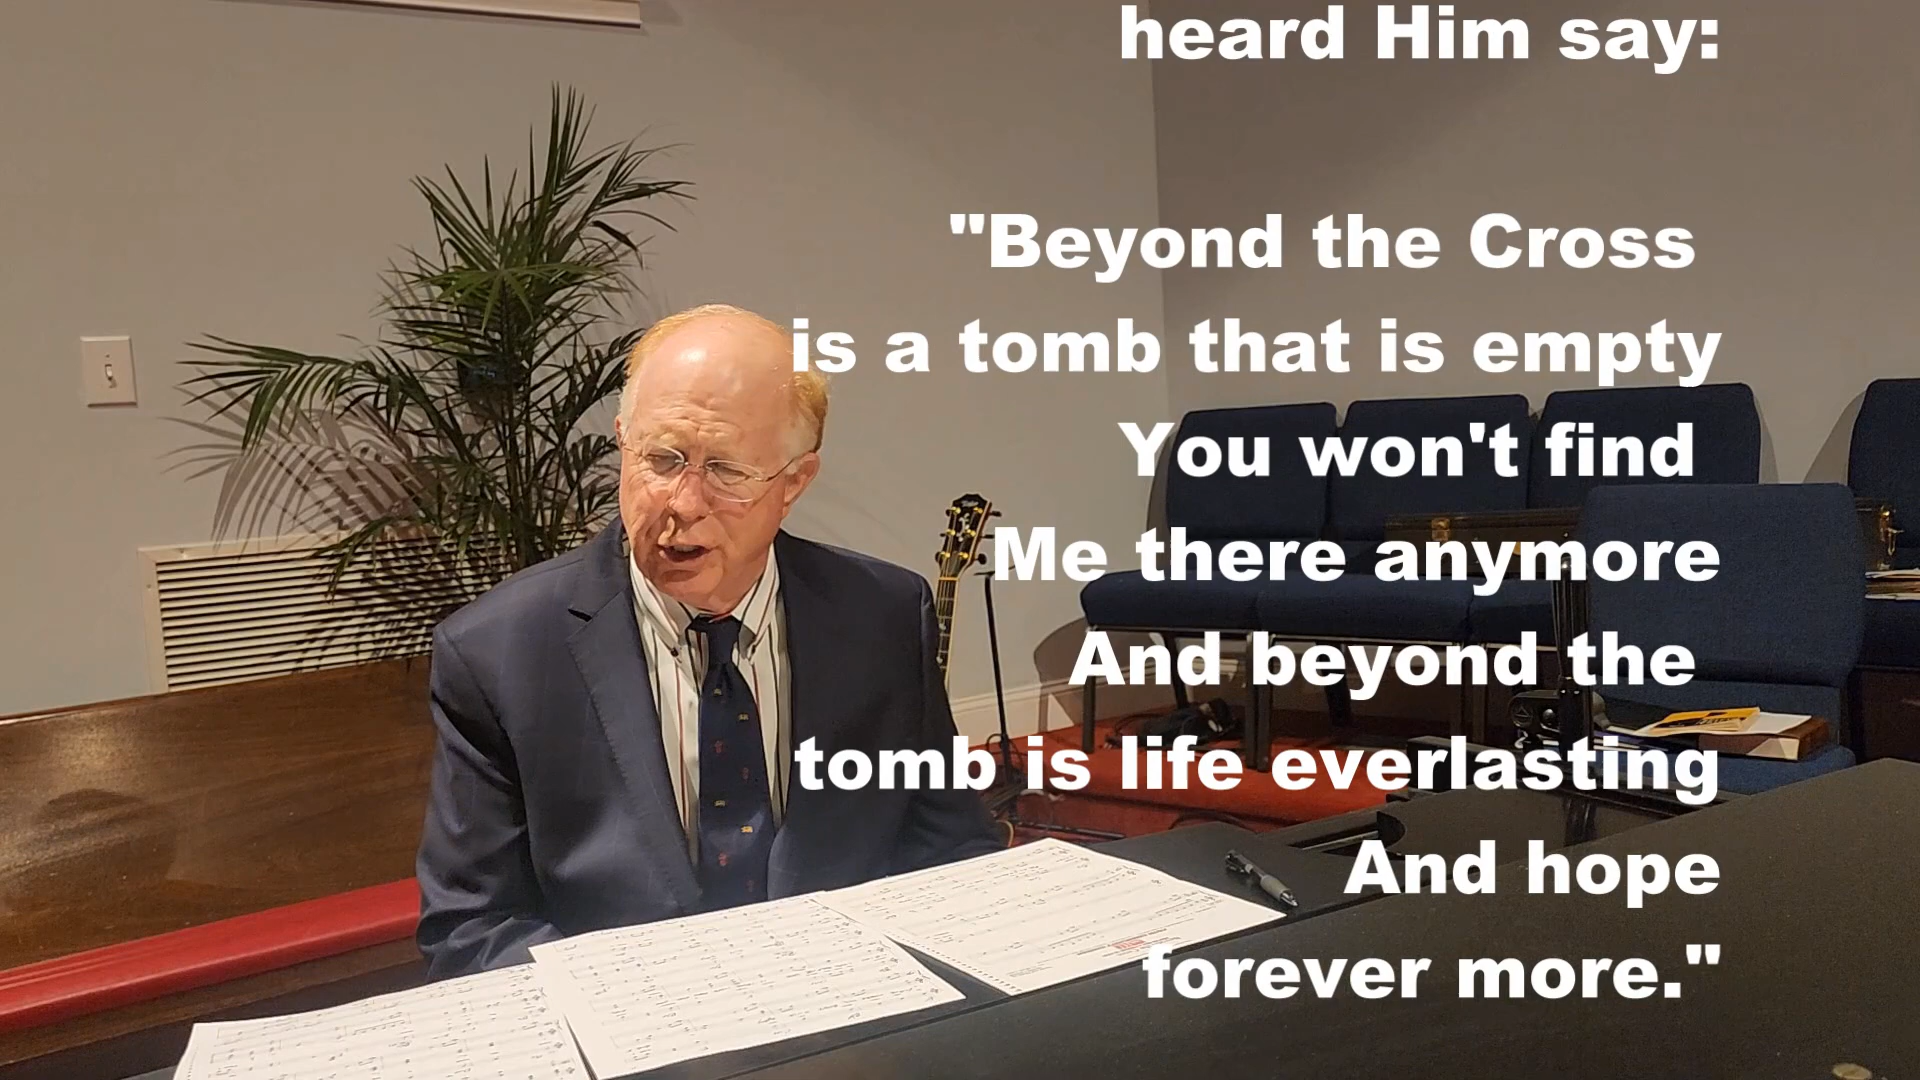 heard Him say:
"Beyond the Cross
is a tomb that is empty
You won't find
Me there anymore
And beyond the
tomb is life everlasting
And hope
forever more."